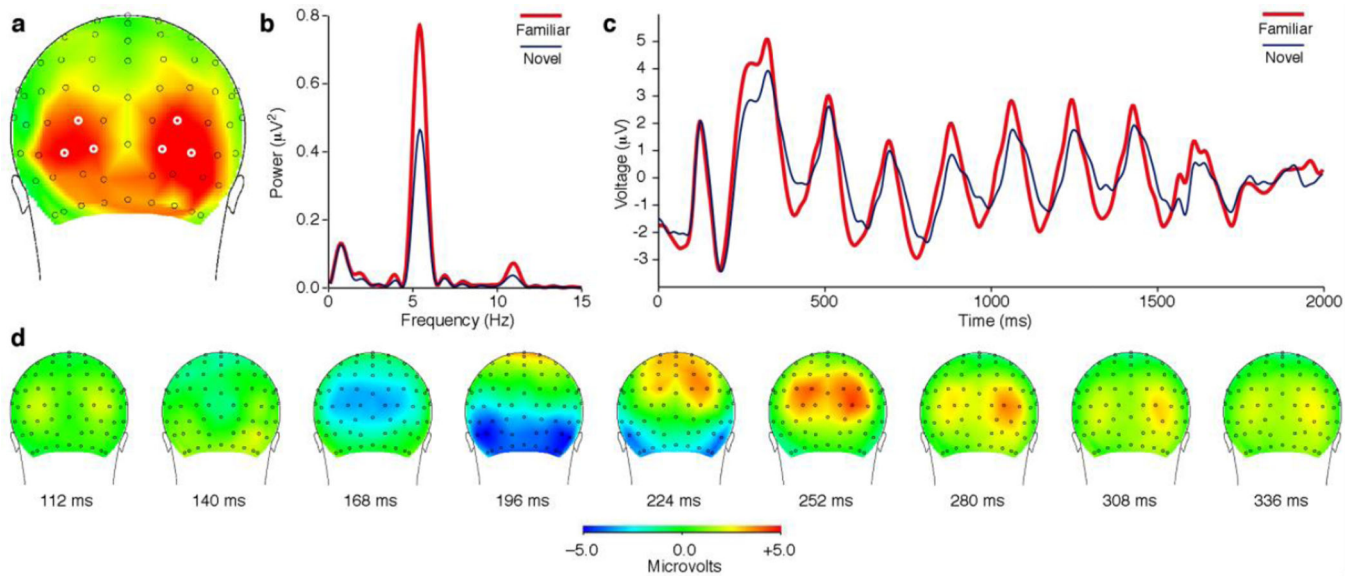 a
b
0.8
0.6
0.4
0.2
0.0
Power (µV²)
0
5
10
15
Frequency (Hz)
Familiar
Novel
c
5
4
3
2
1
0
-1
-2
-3
Voltage (µV)
0
500
1000
1500
2000
Time (ms)
Familiar
Novel
d
112 ms
140 ms
168 ms
196 ms
224 ms
252 ms
280 ms
308 ms
336 ms
−5.0
0.0
+5.0
Microvolts